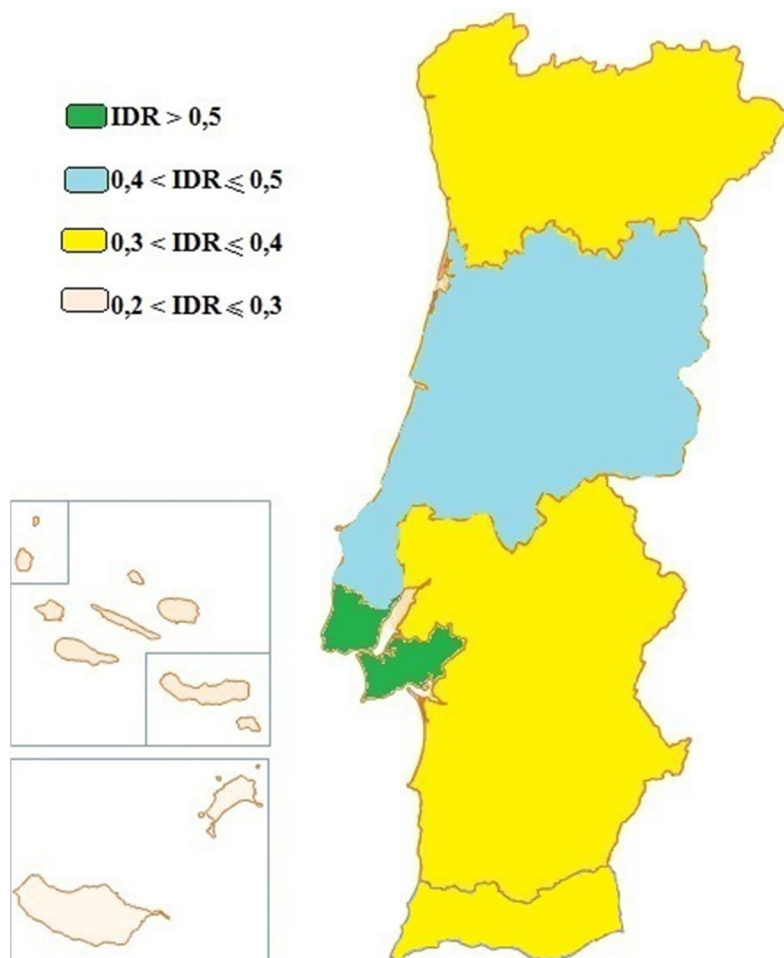 IDR > 0,5
0,4 < IDR ⩽ 0,5
0,3 < IDR ⩽ 0,4
0,2 < IDR ⩽ 0,3